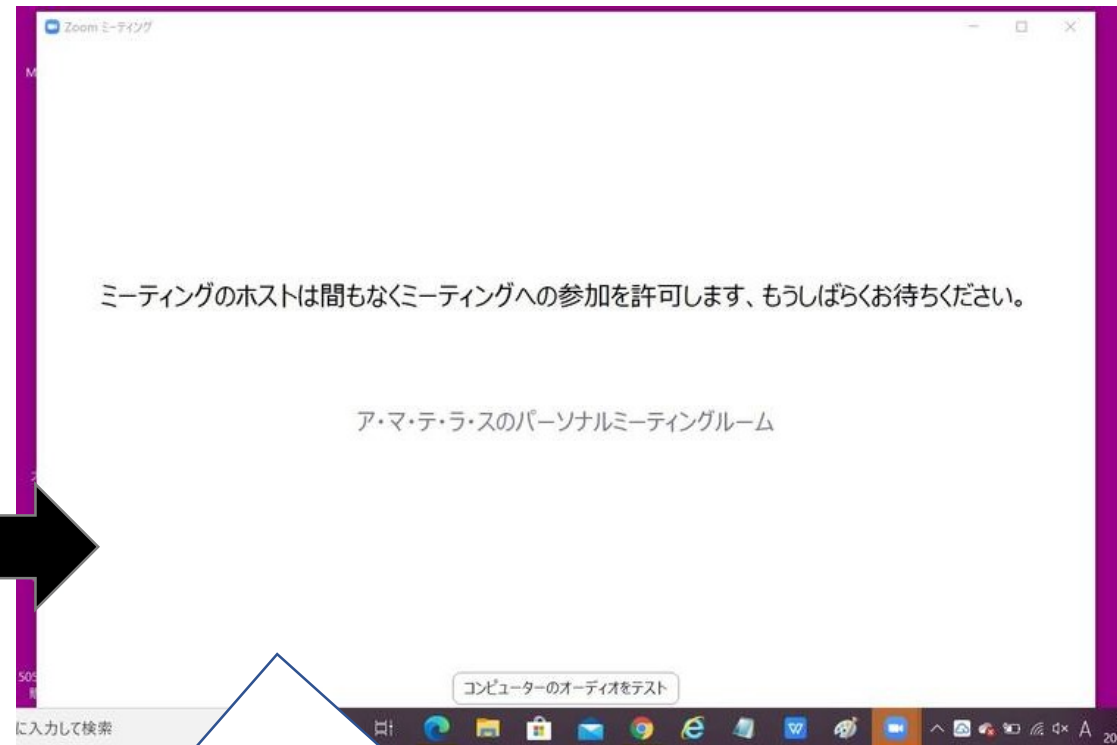 Zoom ミーティング
M
ミーティングのホストは間もなくミーティングへの参加を許可します、もうしばらくお待ちください。
ア・マ・テ・ラ・スのパーソナルミーティングルーム
505
コンピューターのオーディオをテスト
に入力して検索
A
20